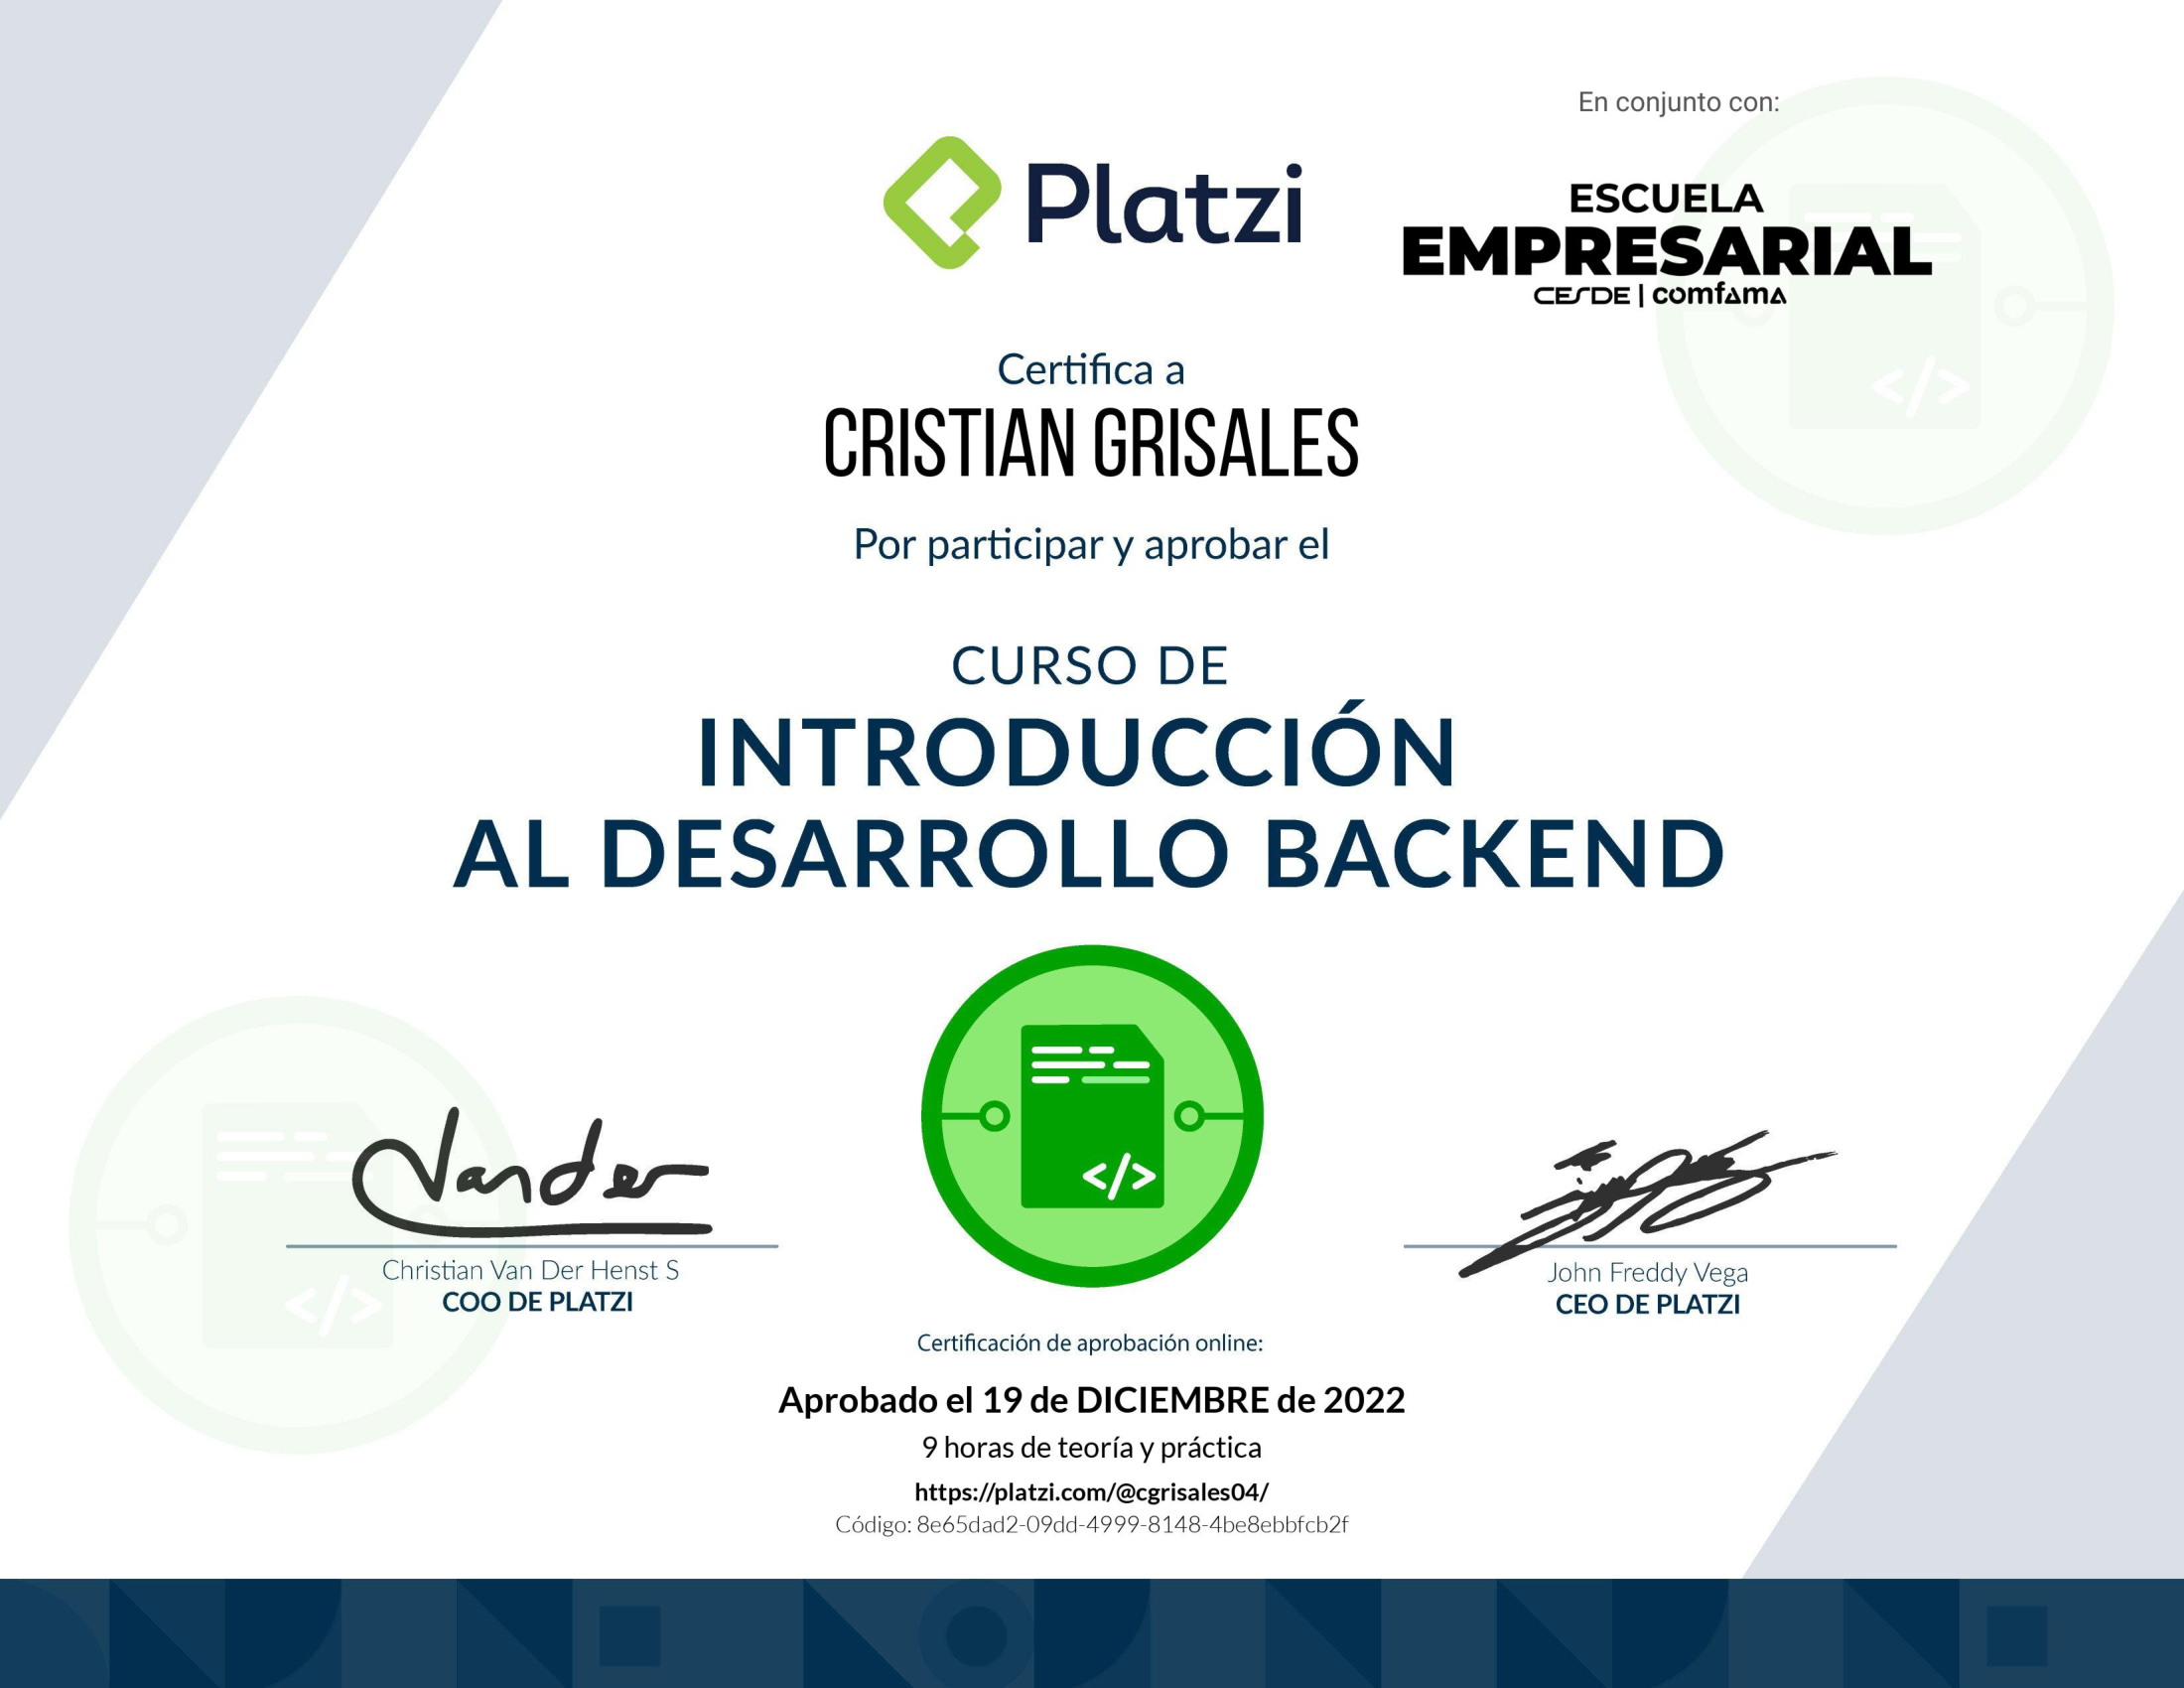 En conjunto con:
Platzi
ESCUELA
EMPRESARIAL
CESDE | comfama
Certifica a
CRISTIAN GRISALES
Por participar y aprobar el
CURSO DE
INTRODUCCIÓN
AL DESARROLLO BACKEND
</>
Vander
Christian Van Der Henst S
COO DE PLATZI
John Freddy Vega
CEO DE PLATZI
Certificación de aprobación online:
Aprobado el 19 de DICIEMBRE de 2022
9 horas de teoría y práctica
https://platzi.com/@cgrisales04/
Código: 8e65dad2-09dd-4999-8148-4be8ebbfcb2f